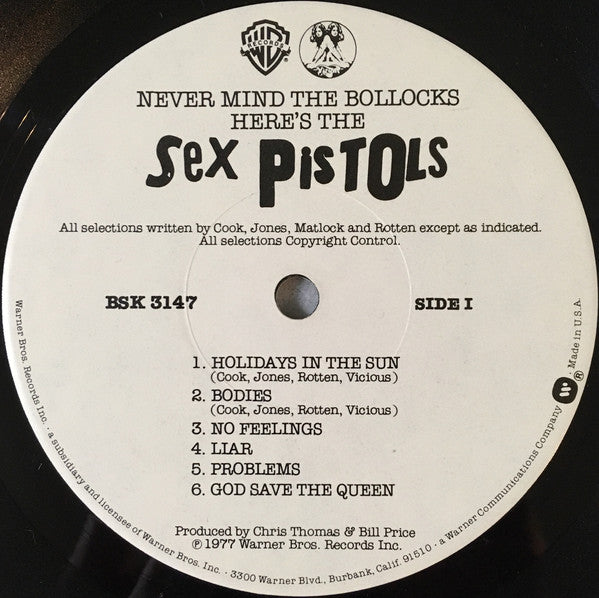 WB
RECORDS
NEVER MIND THE BOLLOCKS
HERE'S THE
Sex PisTOls
All selections written by Cook, Jones, Matlock and Rotten except as indicated.
All selections Copyright Control.
BSK 3147
SIDE I
1. HOLIDAYS IN THE SUN
(Cook, Jones, Rotten, Vicious)
2. BODIES
(Cook, Jones, Rotten, Vicious)
3. NO FEELINGS
4. LIAR
5. PROBLEMS
6. GOD SAVE THE QUEEN
Produced by Chris Thomas & Bill Price
℗ 1977 Warner Bros. Records Inc.
Warner Bros. Records Inc. · a subsidiary and licensee of Warner Bros. Inc. · 3300 Warner Blvd., Burbank, Calif. 91510 · a Warner Communications Company ® · Made in U.S.A.